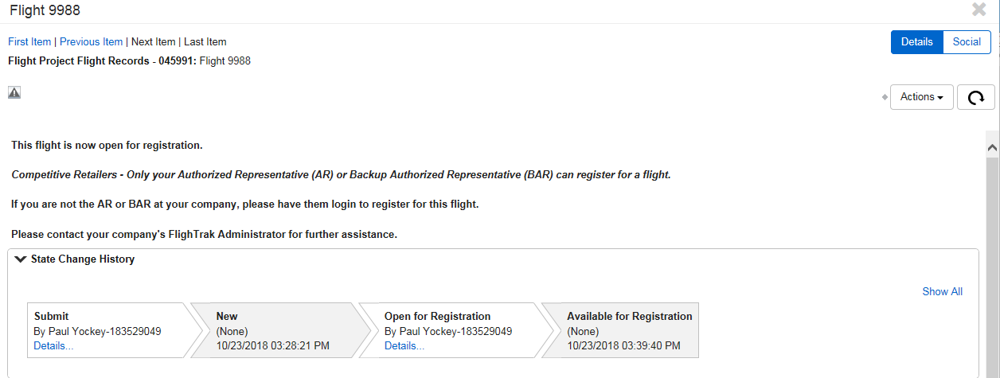 Flight 9988
First Item | Previous Item | Next Item | Last Item
Details Social
Flight Project Flight Records - 045991: Flight 9988
Actions
This flight is now open for registration.
Competitive Retailers - Only your Authorized Representative (AR) or Backup Authorized Representative (BAR) can register for a flight.
If you are not the AR or BAR at your company, please have them login to register for this flight.
Please contact your company's FlighTrak Administrator for further assistance.
State Change History
Show All
Submit
By Paul Yockey-183529049
Details...
New
(None)
10/23/2018 03:28:21 PM
Open for Registration
By Paul Yockey-183529049
Details...
Available for Registration
(None)
10/23/2018 03:39:40 PM